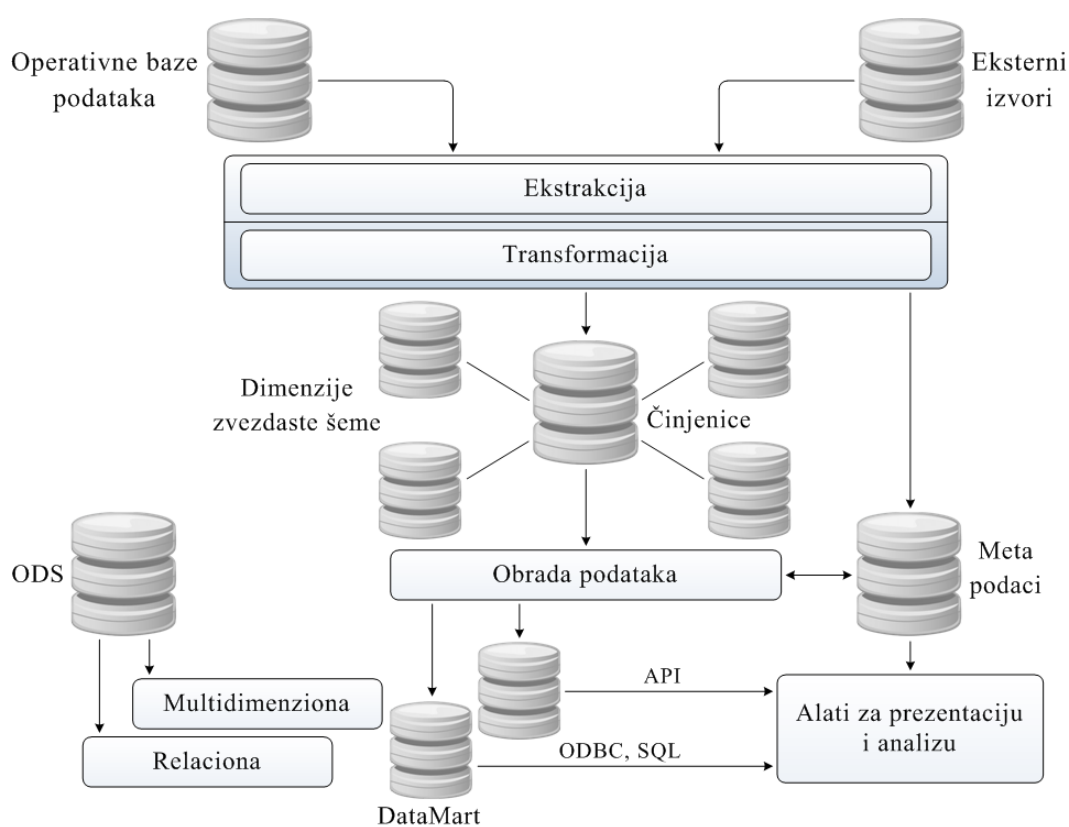 Operativne baze
podataka
Eksterni
izvori
Ekstrakcija
Transformacija
Dimenzije
zvezdaste šeme
Činjenice
ODS
Obrada podataka
Meta
podaci
Multidimenziona
Relaciona
API
ODBC, SQL
Alati za prezentaciju
i analizu
DataMart